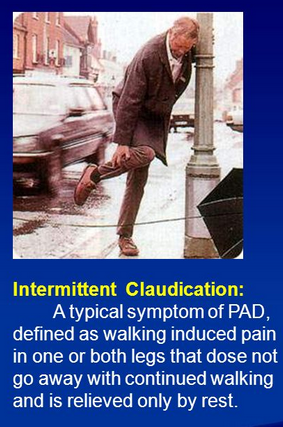 Intermittent Claudication:
A typical symptom of PAD,
defined as walking induced pain
in one or both legs that dose not
go away with continued walking
and is relieved only by rest.